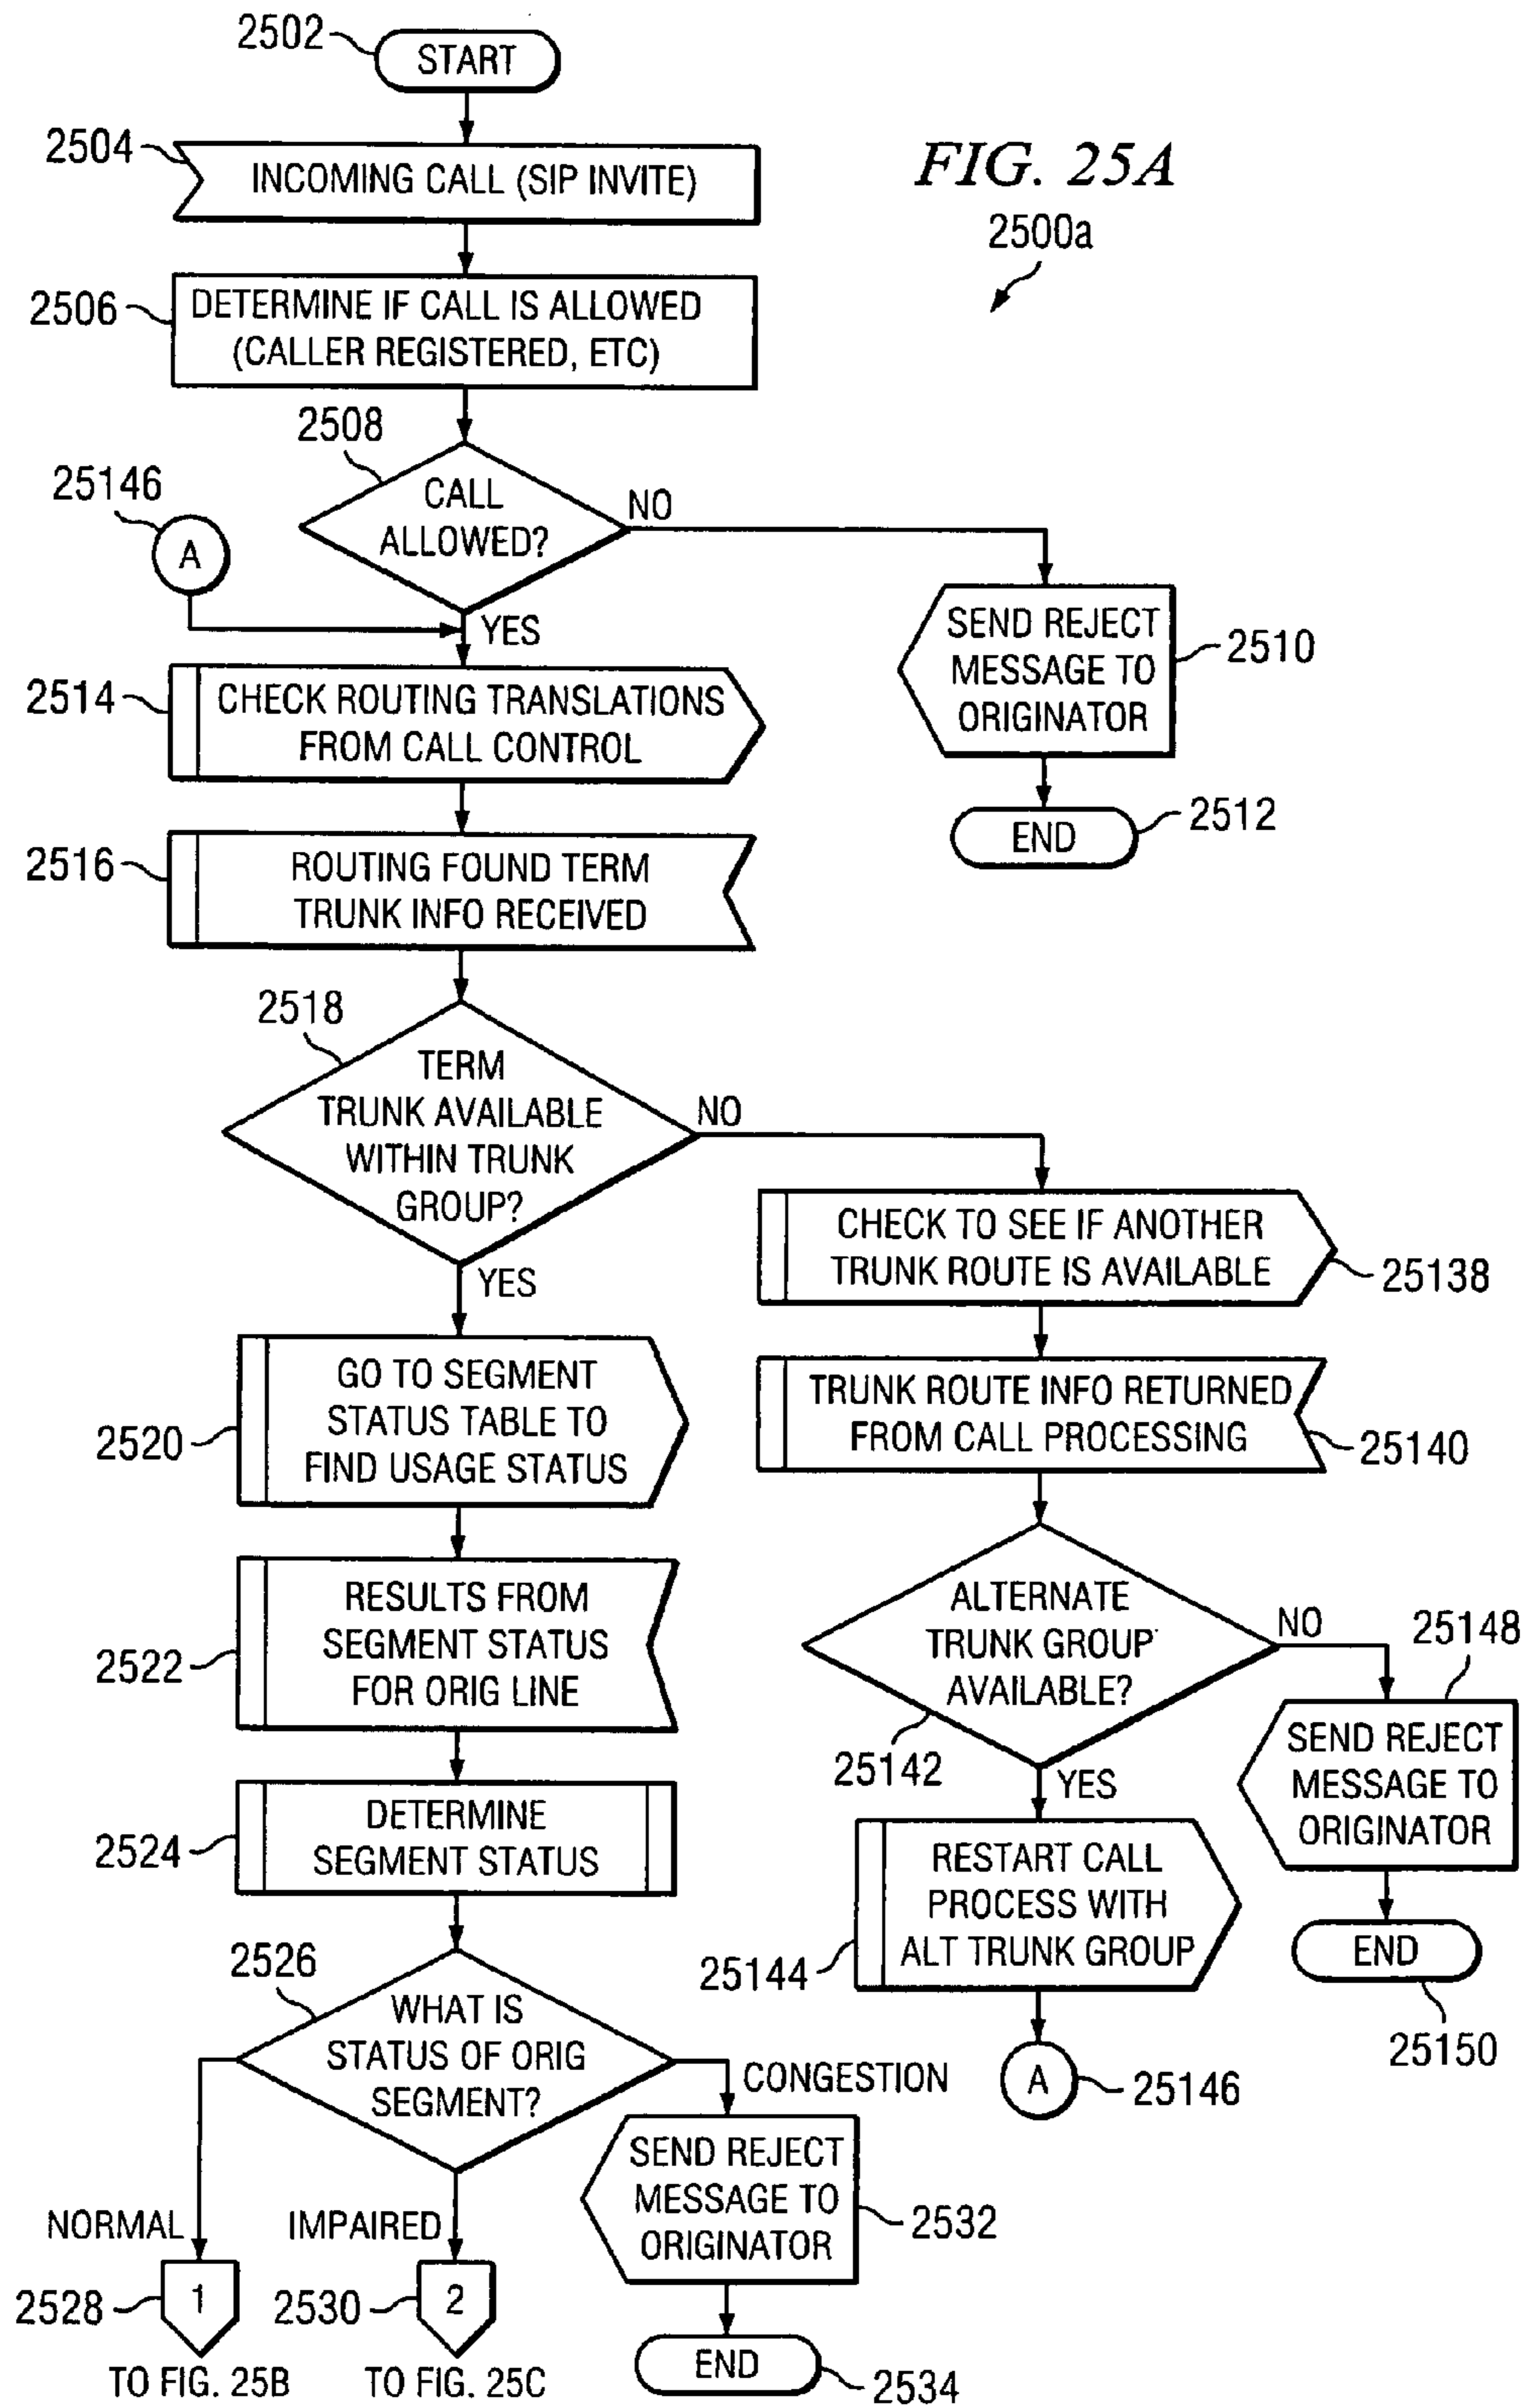 2502
START
2504
INCOMING CALL (SIP INVITE)
FIG. 25A
2500a
2506
DETERMINE IF CALL IS ALLOWED
(CALLER REGISTERED, ETC)
2508
CALL
ALLOWED?
NO
25146
A
YES
SEND REJECT
MESSAGE TO
ORIGINATOR
2510
END
2512
2514
CHECK ROUTING TRANSLATIONS
FROM CALL CONTROL
2516
ROUTING FOUND TERM
TRUNK INFO RECEIVED
2518
TERM
TRUNK AVAILABLE
WITHIN TRUNK
GROUP?
NO
YES
CHECK TO SEE IF ANOTHER
TRUNK ROUTE IS AVAILABLE
25138
TRUNK ROUTE INFO RETURNED
FROM CALL PROCESSING
25140
2520
GO TO SEGMENT
STATUS TABLE TO
FIND USAGE STATUS
2522
RESULTS FROM
SEGMENT STATUS
FOR ORIG LINE
ALTERNATE
TRUNK GROUP
AVAILABLE?
25142
NO
25148
SEND REJECT
MESSAGE TO
ORIGINATOR
END
25150
YES
RESTART CALL
PROCESS WITH
ALT TRUNK GROUP
25144
A
25146
2524
DETERMINE
SEGMENT STATUS
2526
WHAT IS
STATUS OF ORIG
SEGMENT?
CONGESTION
SEND REJECT
MESSAGE TO
ORIGINATOR
2532
END
2534
NORMAL
2528
1
TO FIG. 25B
IMPAIRED
2530
2
TO FIG. 25C